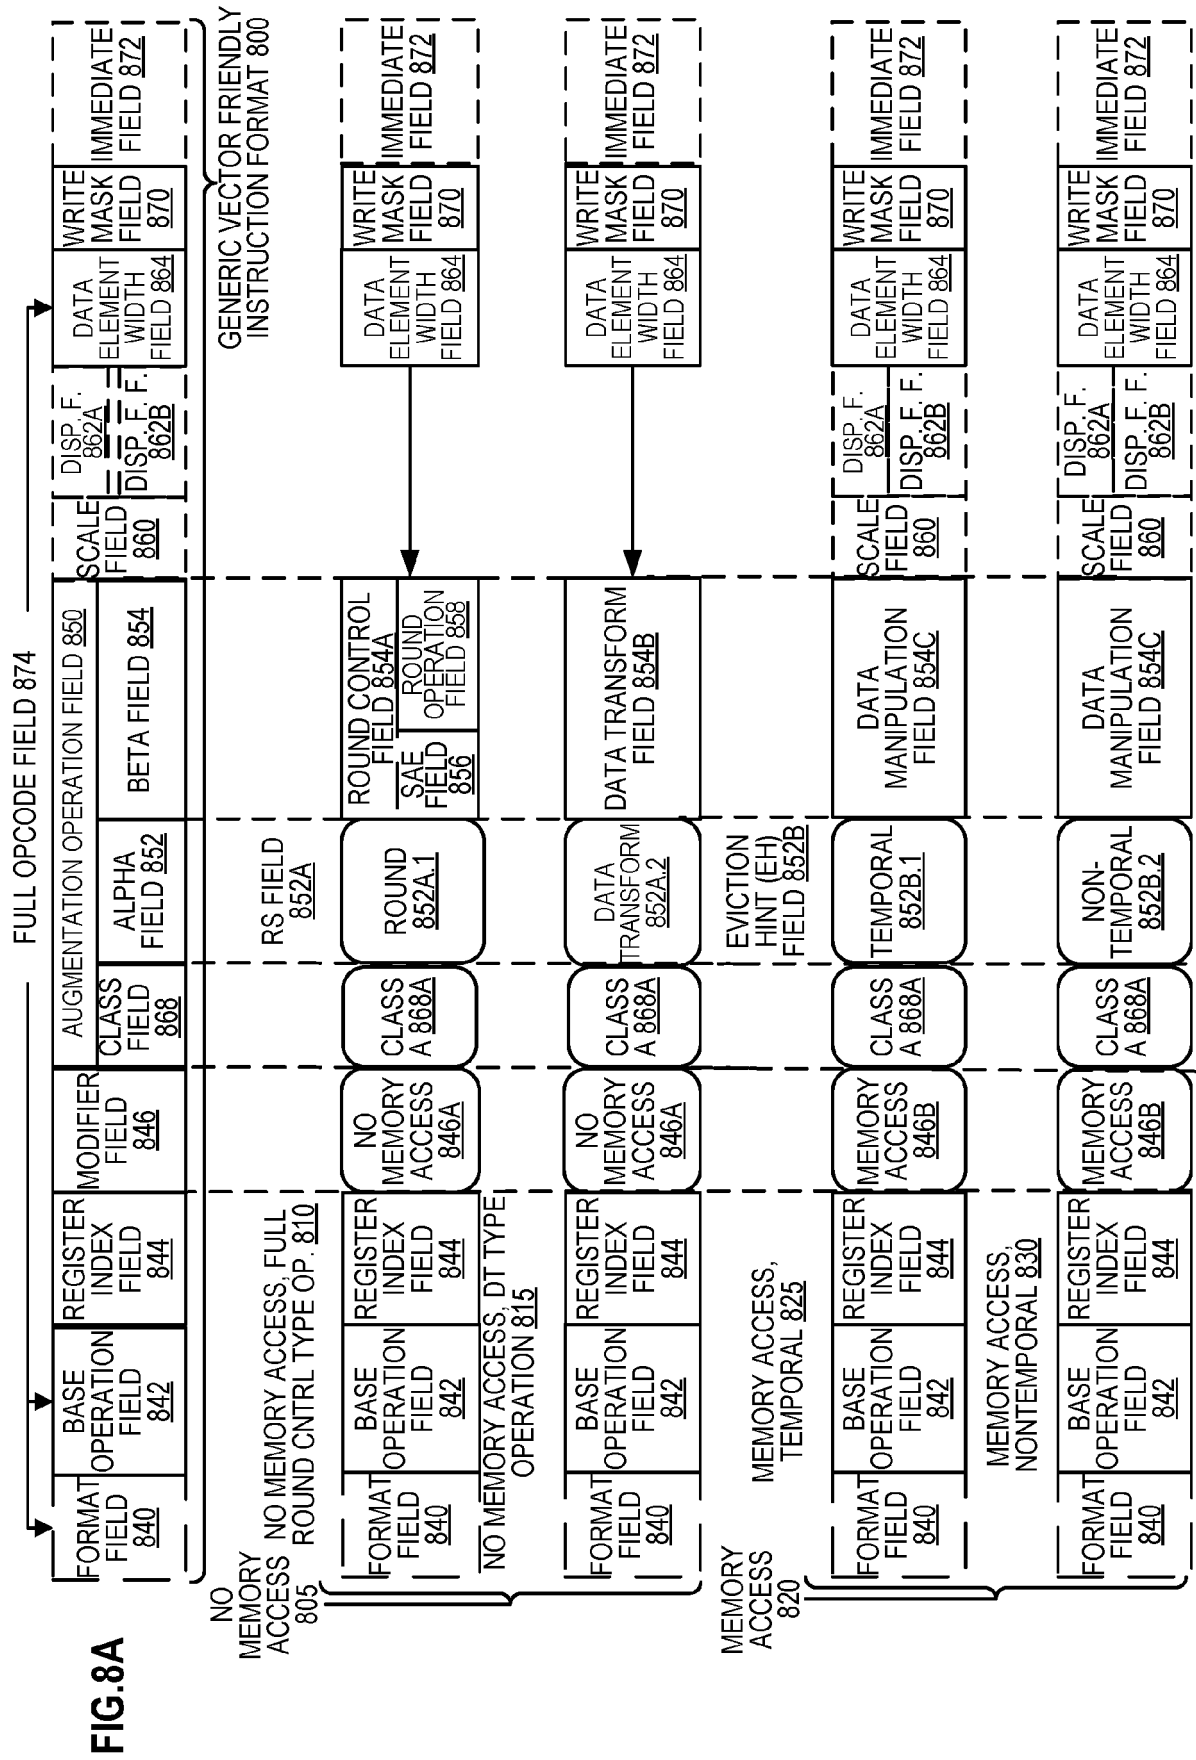 FIG.8A
FULL OPCODE FIELD 874
FORMAT
FIELD
840
BASE
OPERATION
FIELD
842
REGISTER
INDEX
FIELD
844
MODIFIER
FIELD
846
AUGMENTATION OPERATION FIELD 850
CLASS
FIELD
868
ALPHA
FIELD 852
BETA FIELD 854
SCALE
FIELD
860
DISP. F.
862A
DISP. F. F.
862B
DATA
ELEMENT
WIDTH
FIELD 864
WRITE
MASK
FIELD
870
IMMEDIATE
FIELD 872
GENERIC VECTOR FRIENDLY
INSTRUCTION FORMAT 800
NO
MEMORY
ACCESS
805
NO MEMORY ACCESS, FULL
ROUND CNTRL TYPE OP. 810
RS FIELD
852A
FORMAT
FIELD
840
BASE
OPERATION
FIELD
842
REGISTER
INDEX
FIELD
844
NO
MEMORY
ACCESS
846A
CLASS
A 868A
ROUND
852A.1
ROUND CONTROL
FIELD 854A
SAE
FIELD
856
ROUND
OPERATION
FIELD 858
DATA
ELEMENT
WIDTH
FIELD 864
WRITE
MASK
FIELD
870
IMMEDIATE
FIELD 872
NO MEMORY ACCESS, DT TYPE
OPERATION 815
FORMAT
FIELD
840
BASE
OPERATION
FIELD
842
REGISTER
INDEX
FIELD
844
NO
MEMORY
ACCESS
846A
CLASS
A 868A
DATA
TRANSFORM
852A.2
DATA TRANSFORM
FIELD 854B
DATA
ELEMENT
WIDTH
FIELD 864
WRITE
MASK
FIELD
870
IMMEDIATE
FIELD 872
MEMORY
ACCESS
820
MEMORY ACCESS,
TEMPORAL 825
EVICTION
HINT (EH)
FIELD 852B
FORMAT
FIELD
840
BASE
OPERATION
FIELD
842
REGISTER
INDEX
FIELD
844
MEMORY
ACCESS
846B
CLASS
A 868A
TEMPORAL
852B.1
DATA
MANIPULATION
FIELD 854C
SCALE
FIELD
860
DISP. F.
862A
DISP. F. F.
862B
DATA
ELEMENT
WIDTH
FIELD 864
WRITE
MASK
FIELD
870
IMMEDIATE
FIELD 872
MEMORY ACCESS,
NONTEMPORAL 830
FORMAT
FIELD
840
BASE
OPERATION
FIELD
842
REGISTER
INDEX
FIELD
844
MEMORY
ACCESS
846B
CLASS
A 868A
NON-
TEMPORAL
852B.2
DATA
MANIPULATION
FIELD 854C
SCALE
FIELD
860
DISP. F.
862A
DISP. F. F.
862B
DATA
ELEMENT
WIDTH
FIELD 864
WRITE
MASK
FIELD
870
IMMEDIATE
FIELD 872